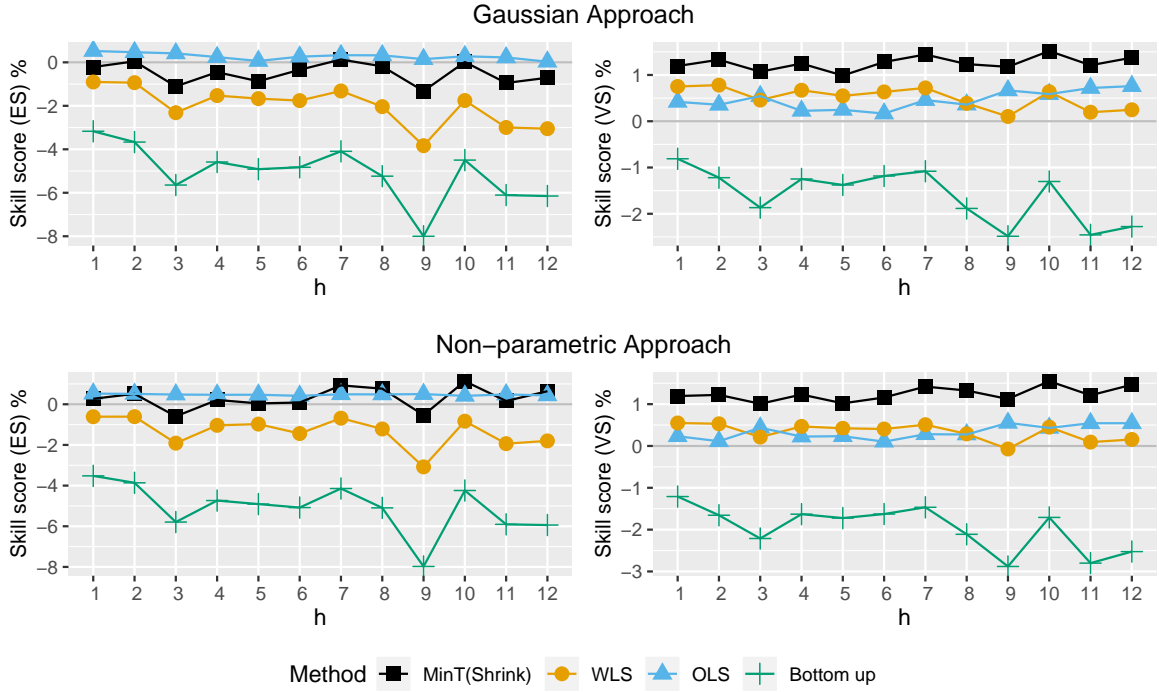 Gaussian Approach
Skill score (ES) %
0
−2
−4
−6
−8
1 2 3 4 5 6 7 8 9 10 11 12
h
Skill score (VS) %
1
0
−1
−2
1 2 3 4 5 6 7 8 9 10 11 12
h
Non−parametric Approach
Skill score (ES) %
0
−2
−4
−6
−8
1 2 3 4 5 6 7 8 9 10 11 12
h
Skill score (VS) %
1
0
−1
−2
−3
1 2 3 4 5 6 7 8 9 10 11 12
h
Method MinT(Shrink) WLS OLS Bottom up